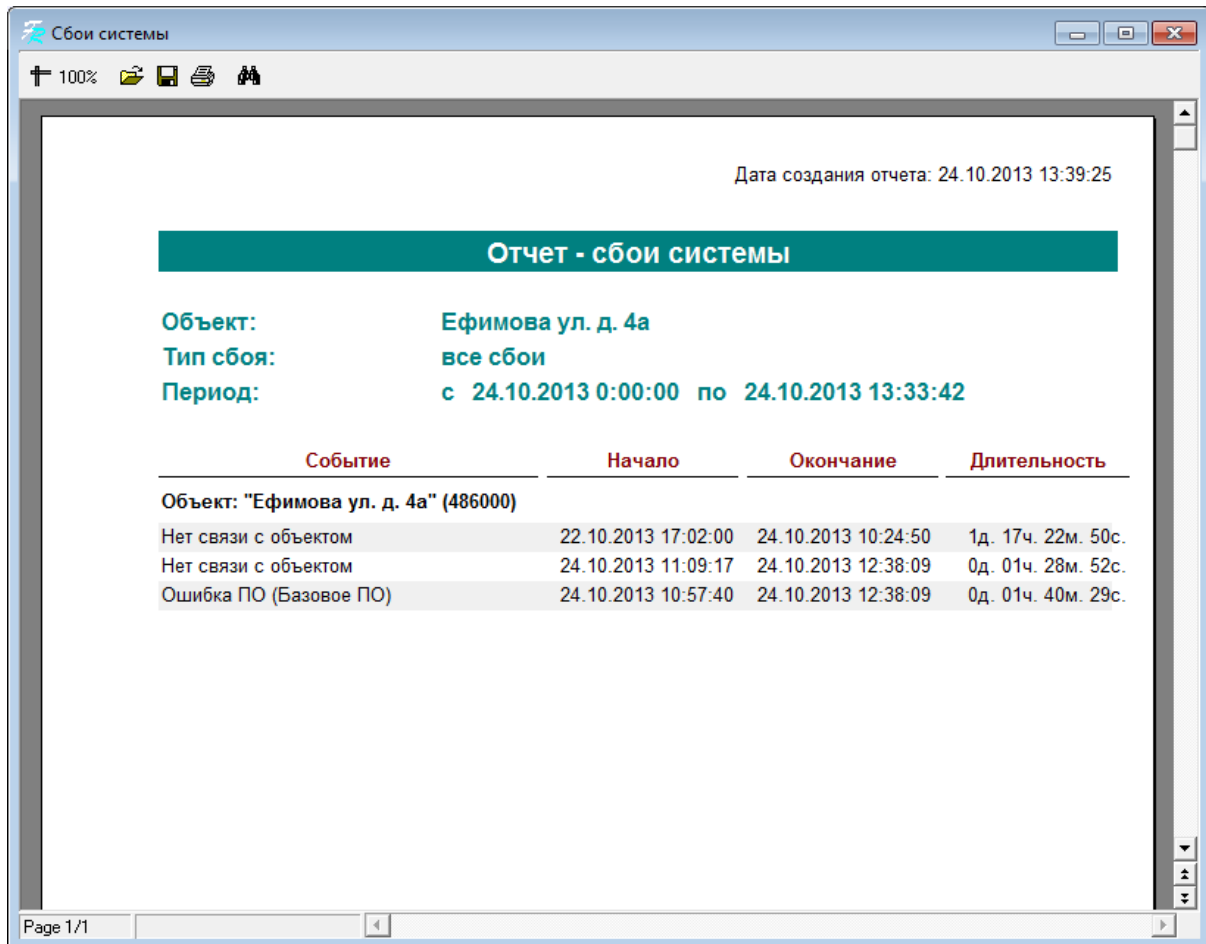 Сбои системы
100%
Дата создания отчета: 24.10.2013 13:39:25
Отчет - сбои системы
Объект: Ефимова ул. д. 4а
Тип сбоя: все сбои
Период: с 24.10.2013 0:00:00 по 24.10.2013 13:33:42
Событие Начало Окончание Длительность
Объект: "Ефимова ул. д. 4а" (486000)
Нет связи с объектом 22.10.2013 17:02:00 24.10.2013 10:24:50 1д. 17ч. 22м. 50с.
Нет связи с объектом 24.10.2013 11:09:17 24.10.2013 12:38:09 0д. 01ч. 28м. 52с.
Ошибка ПО (Базовое ПО) 24.10.2013 10:57:40 24.10.2013 12:38:09 0д. 01ч. 40м. 29с.
Page 1/1